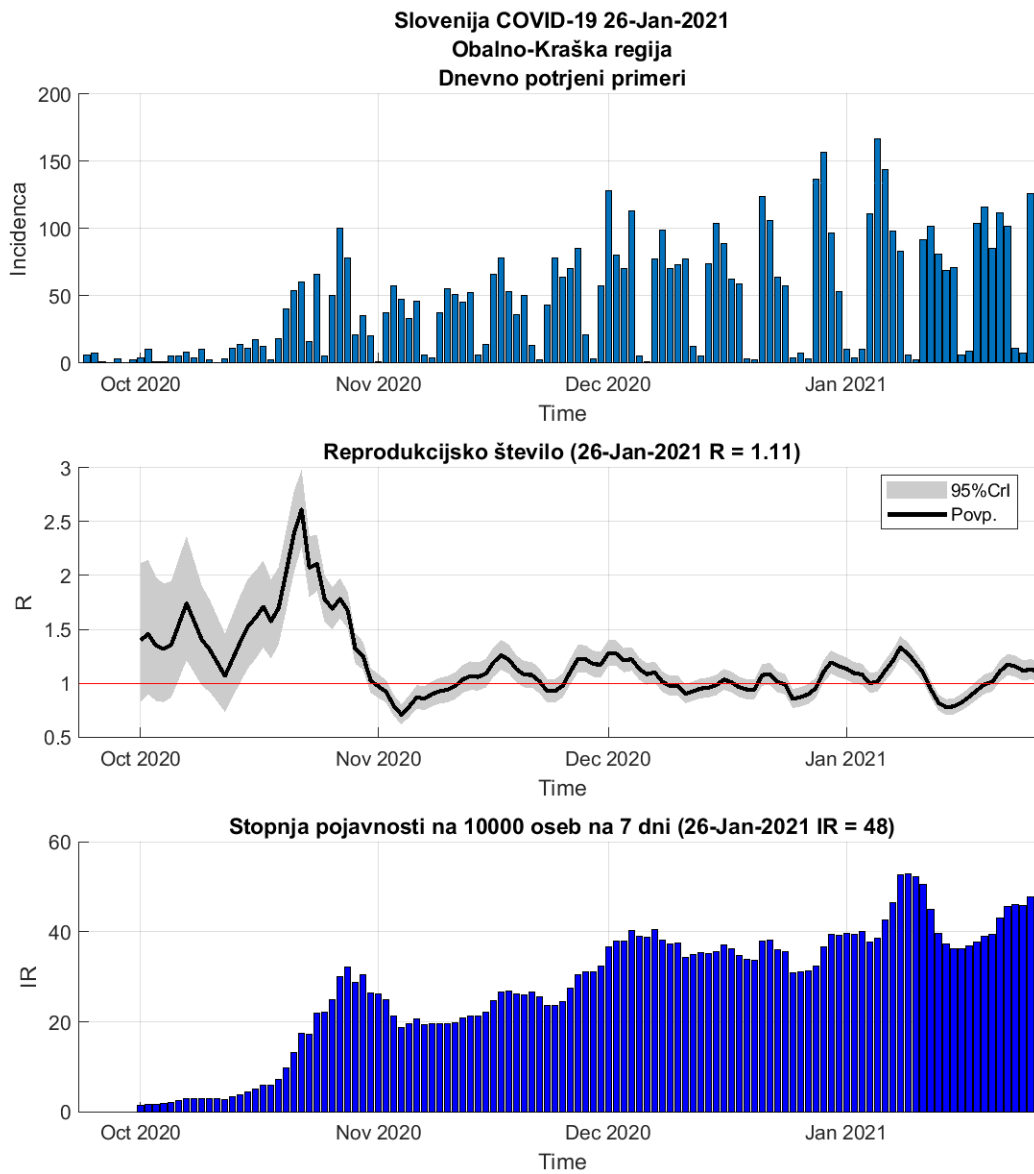 Slovenija COVID-19 26-Jan-2021
Obalno-Kraška regija
Dnevno potrjeni primeri
200
150
100
50
0
Incidenca
Oct 2020 Nov 2020 Dec 2020 Jan 2021
Time
Reprodukcijsko število (26-Jan-2021 R = 1.11)
3
2.5
2
1.5
1
0.5
R
95%CrI
Povp.
Oct 2020 Nov 2020 Dec 2020 Jan 2021
Time
Stopnja pojavnosti na 10000 oseb na 7 dni (26-Jan-2021 IR = 48)
60
40
20
0
IR
Oct 2020 Nov 2020 Dec 2020 Jan 2021
Time